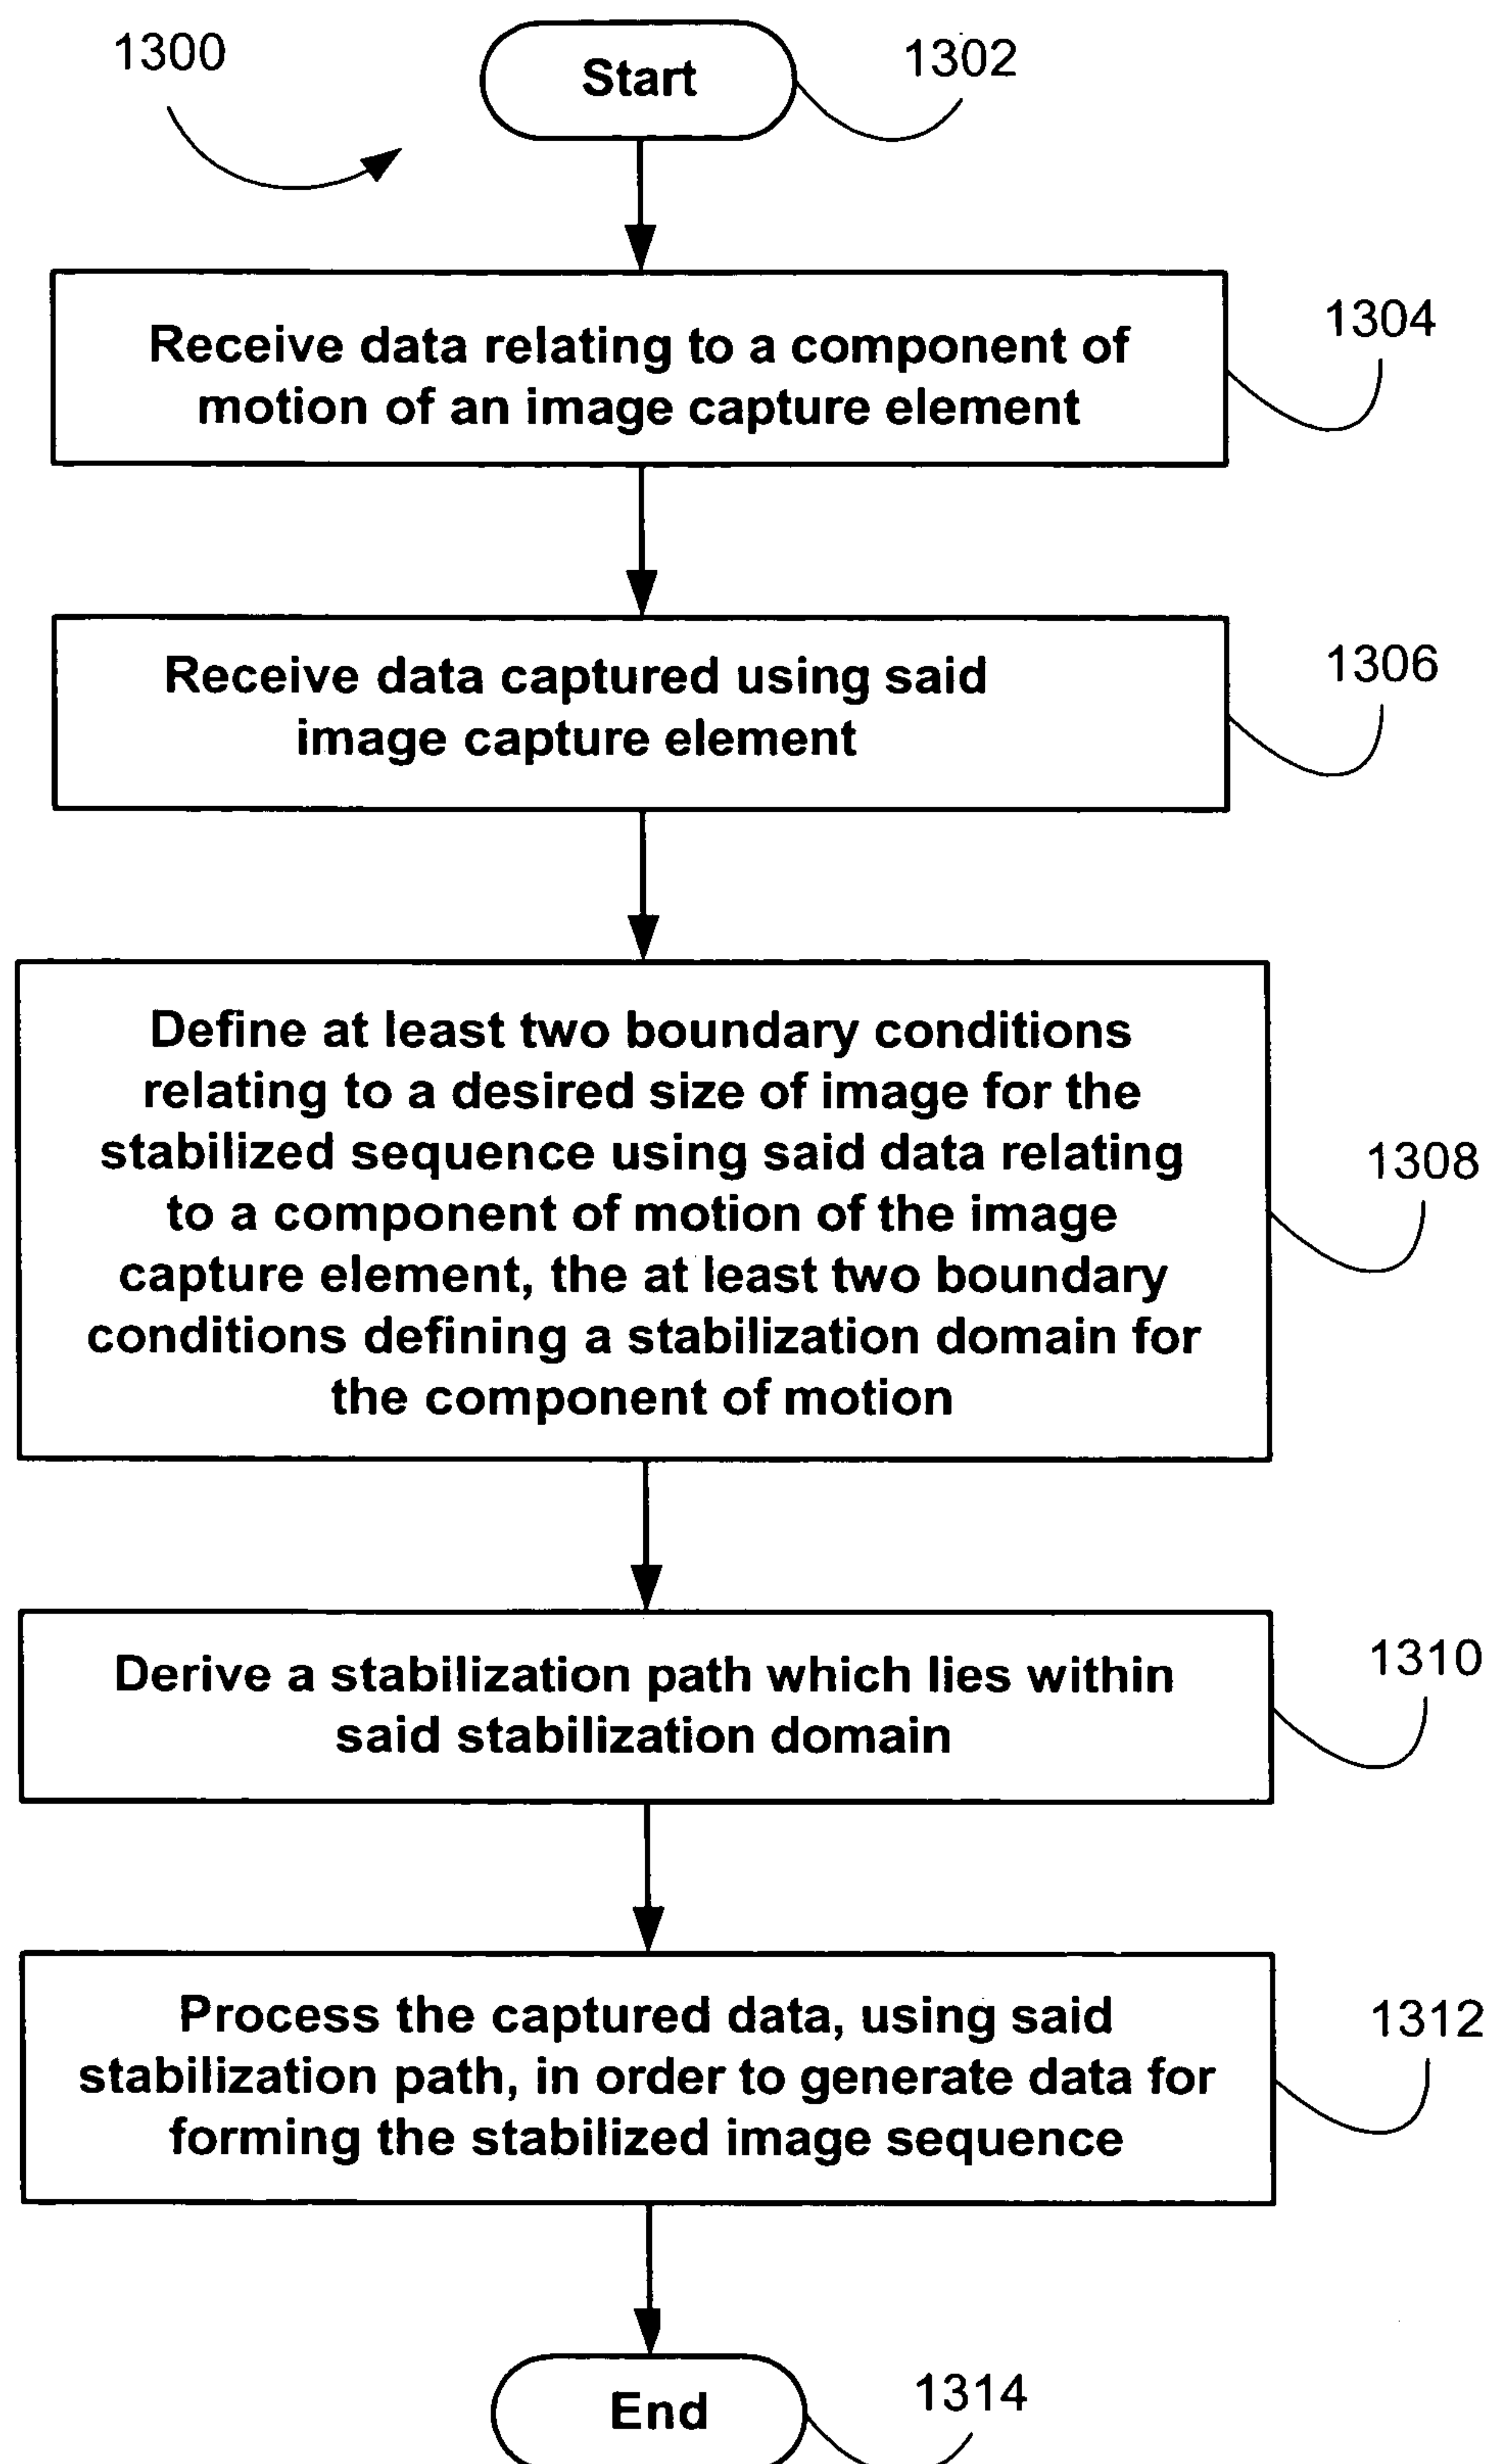 1300
Start
1302
Receive data relating to a component of
motion of an image capture element
1304
Receive data captured using said
image capture element
1306
Define at least two boundary conditions
relating to a desired size of image for the
stabilized sequence using said data relating
to a component of motion of the image
capture element, the at least two boundary
conditions defining a stabilization domain for
the component of motion
1308
Derive a stabilization path which lies within
said stabilization domain
1310
Process the captured data, using said
stabilization path, in order to generate data for
forming the stabilized image sequence
1312
End
1314